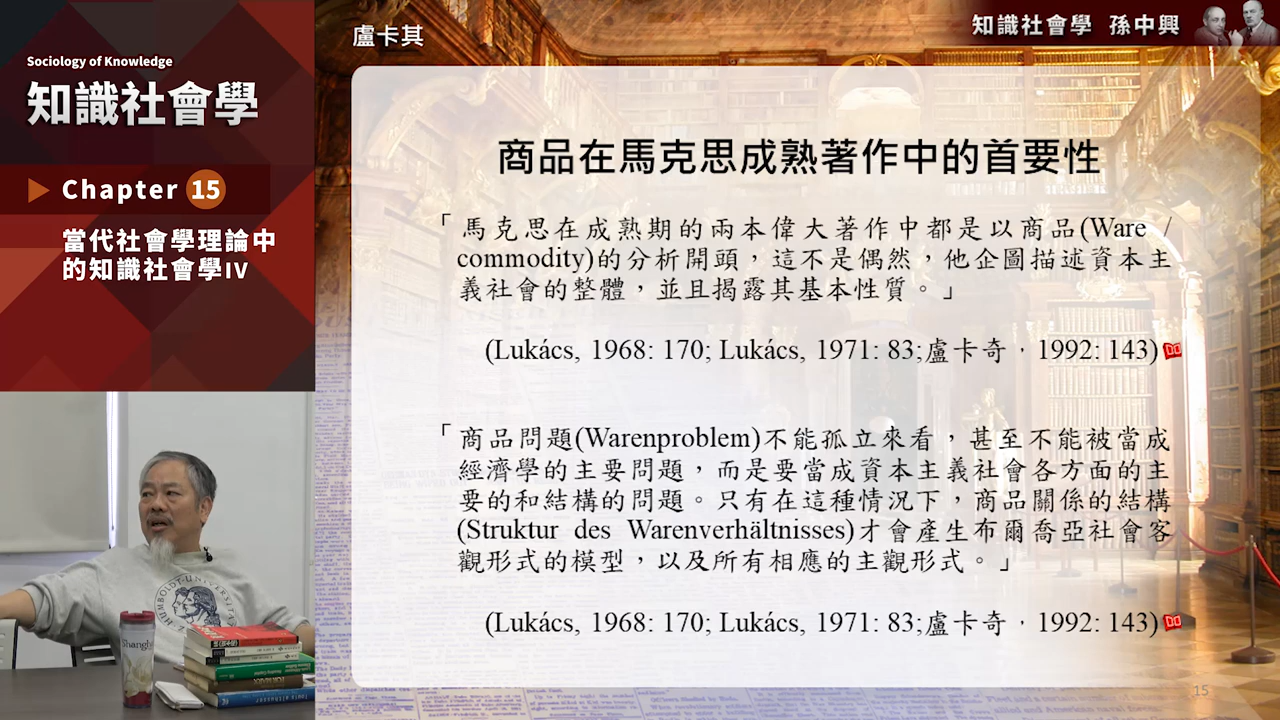 盧卡其
知識社會學 孫中興
Sociology of Knowledge
知識社會學
Chapter 15
當代社會學理論中
的知識社會學IV
商品在馬克思成熟著作中的首要性
「馬克思在成熟期的兩本偉大著作中都是以商品(Ware /
commodity)的分析開頭，這不是偶然，他企圖描述資本主
義社會的整體，並且揭露其基本性質。」
(Lukács, 1968: 170; Lukács, 1971: 83;盧卡奇，1992: 143)
「商品問題(Warenproblem)不能孤立來看，甚至不能被當成
經濟學的主要問題，而是要當成資本主義社會各方面的主
要的和結構的問題。只有在這種情況下，商品關係的結構
(Struktur des Warenverhältnisses)才會產生布爾喬亞社會客
觀形式的模型，以及所有相應的主觀形式。」
(Lukács, 1968: 170; Lukács, 1971: 83;盧卡奇，1992: 143)
15
HUMBOLDT-UNIVERSITÄT
Shangha